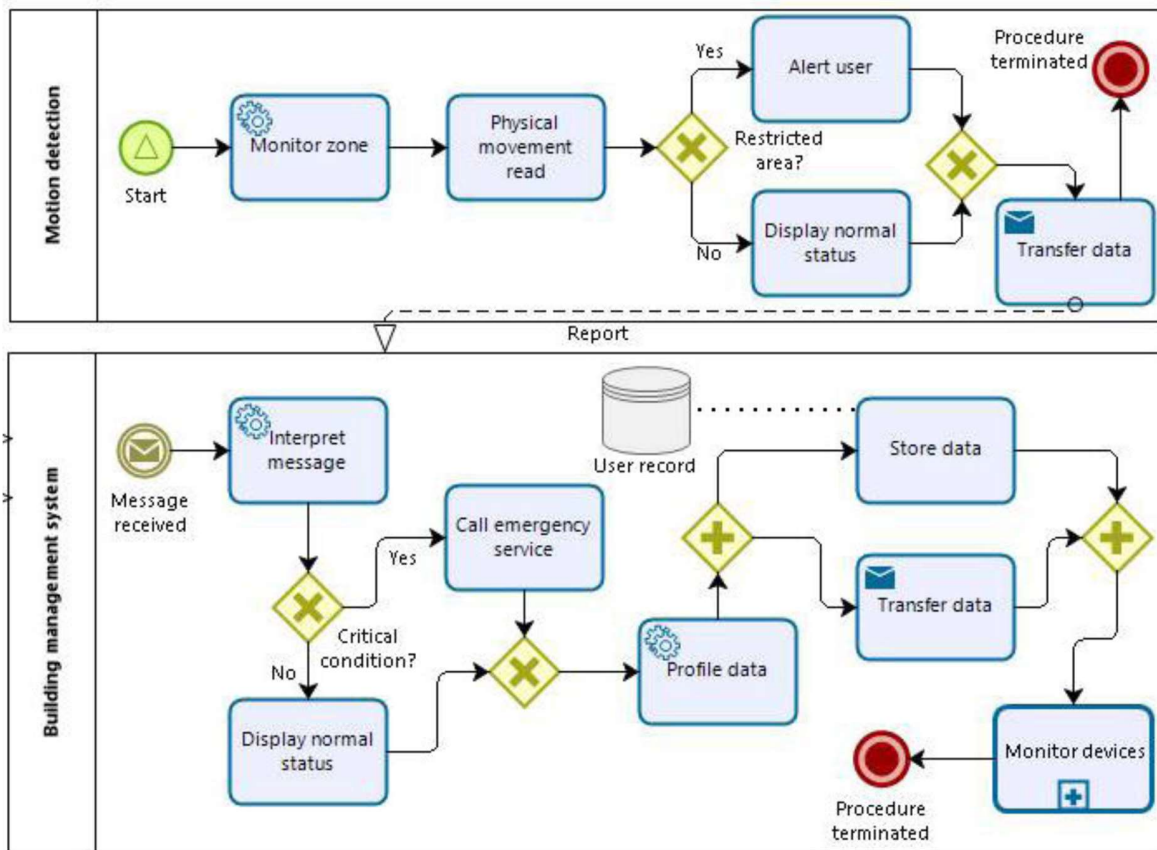 Motion detection
Start
Monitor zone
Physical
movement
read
Yes
Restricted
area?
No
Alert user
Display normal
status
Procedure
terminated
Transfer data
Report
Building management system
Message
received
Interpret
message
Critical
condition?
Yes
No
Call emergency
service
Display normal
status
User record
Profile data
Store data
Transfer data
Monitor devices
Procedure
terminated